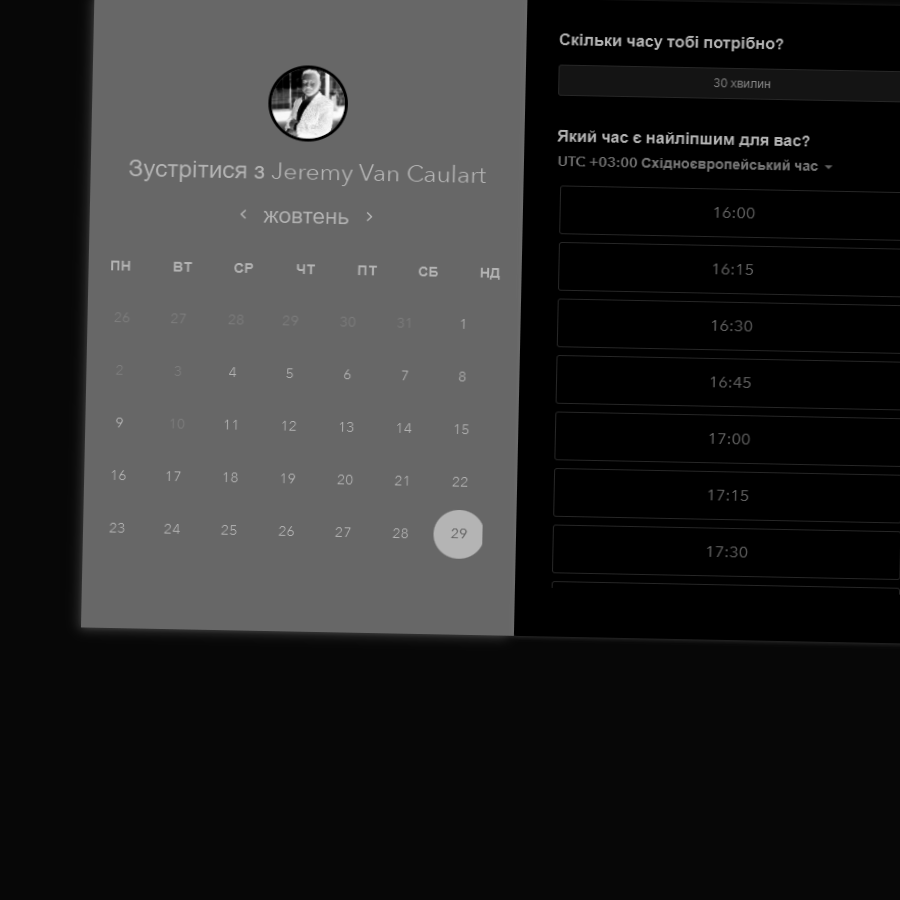 Зустрітися з Jeremy Van Caulart
жовтень
ПН ВТ СР ЧТ ПТ СБ НД
26 27 28 29 30 31 1
2 3 4 5 6 7 8
9 10 11 12 13 14 15
16 17 18 19 20 21 22
23 24 25 26 27 28 29
Скільки часу тобі потрібно?
30 хвилин
Який час є найліпшим для вас?
UTC +03:00 Східноєвропейський час
16:00
16:15
16:30
16:45
17:00
17:15
17:30